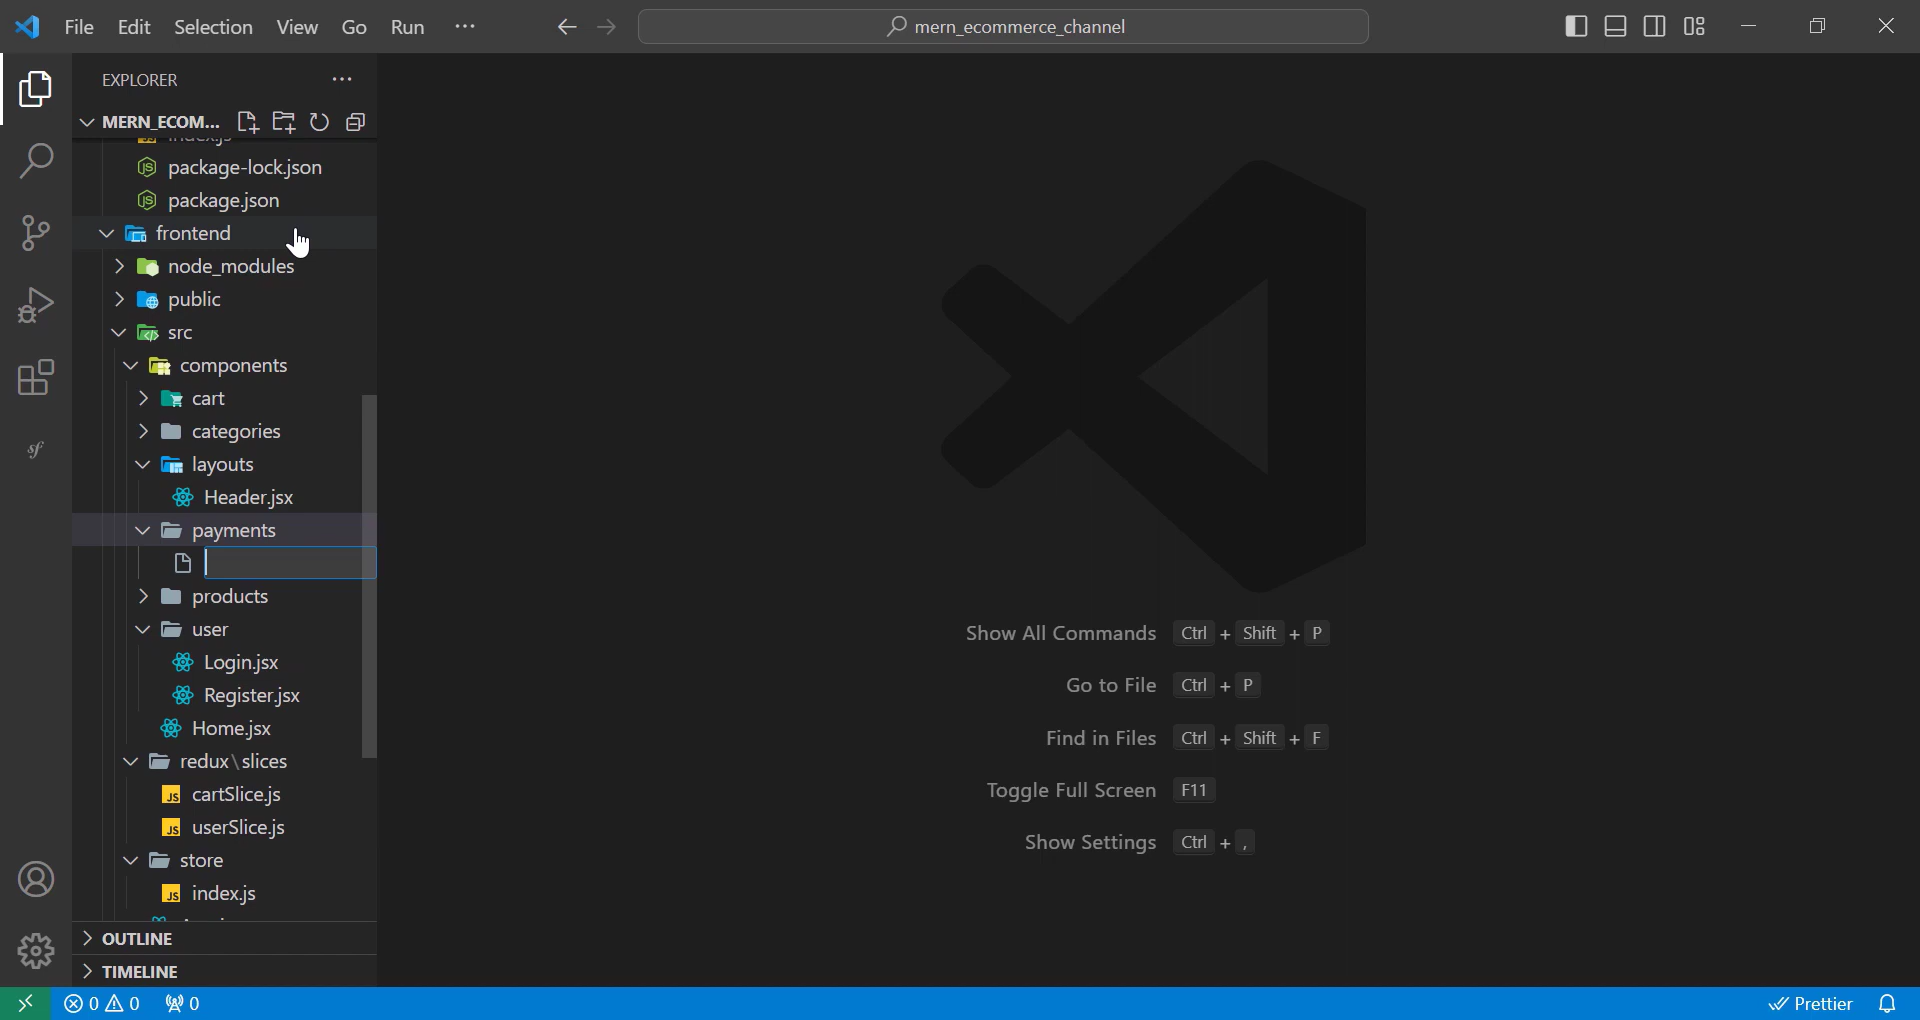 File Edit Selection View Go Run ···
mern_ecommerce_channel
EXPLORER
MERN_ECOM...
index.js
package-lock.json
package.json
frontend
node_modules
public
src
components
cart
categories
layouts
Header.jsx
payments
products
user
Login.jsx
Register.jsx
Home.jsx
redux\slices
cartSlice.js
userSlice.js
store
index.js
OUTLINE
TIMELINE
Show All Commands Ctrl + Shift + P
Go to File Ctrl + P
Find in Files Ctrl + Shift + F
Toggle Full Screen F11
Show Settings Ctrl + ,
0 0 0 Prettier